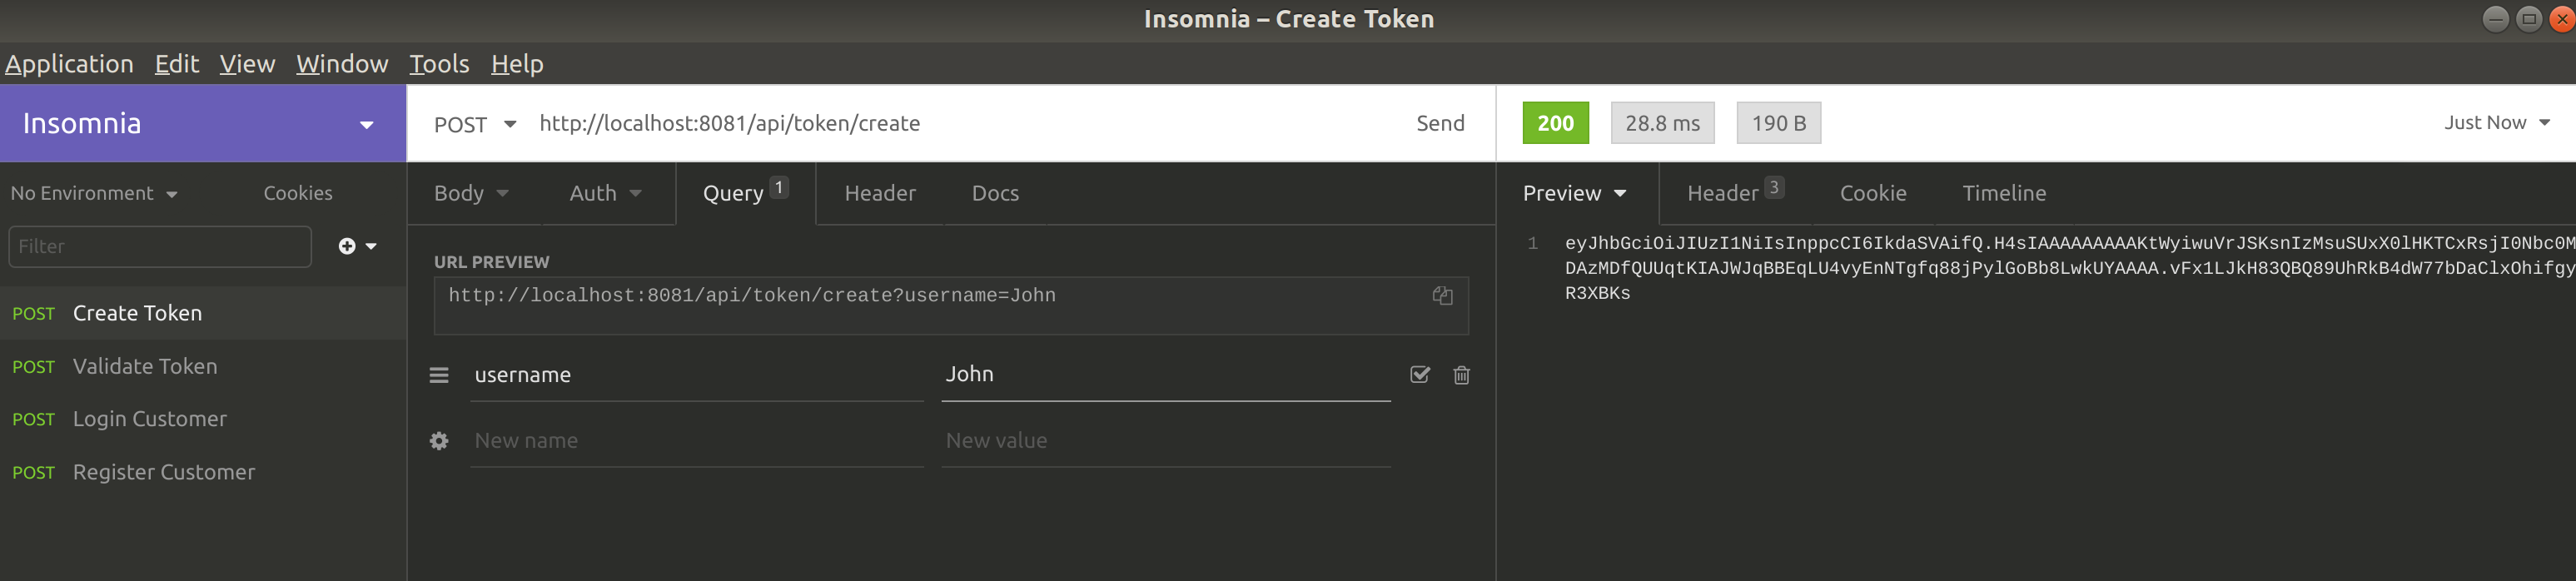 Insomnia – Create Token
Application Edit View Window Tools Help
Insomnia
POST http://localhost:8081/api/token/create Send
200 28.8 ms 190 B Just Now
No Environment Cookies
Body Auth Query 1 Header Docs
Preview Header 3 Cookie Timeline
Filter
POST Create Token
POST Validate Token
POST Login Customer
POST Register Customer
URL PREVIEW
http://localhost:8081/api/token/create?username=John
username John
New name New value
1 eyJhbGciOiJIUzI1NiIsInppcCI6IkdaSVAifQ.H4sIAAAAAAAAAKtWyiwuVrJSKsnIzMsuSUxX0lHKTCxRsjI0Nbc0M
DAzMDfQUUqtKIAJWJqBBEqLU4vyEnNTgfq88jPylGoBb8LwkUYAAAA.vFx1LJkH83QBQ89UhRkB4dW77bDaClxOhifgy
R3XBKs